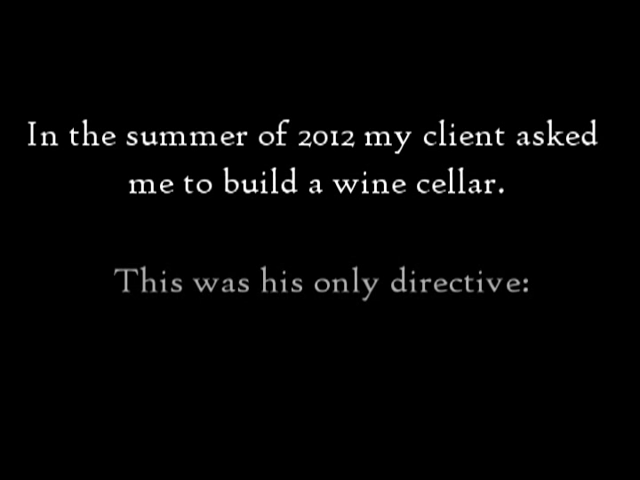 In the summer of 2012 my client asked
me to build a wine cellar.
This was his only directive: